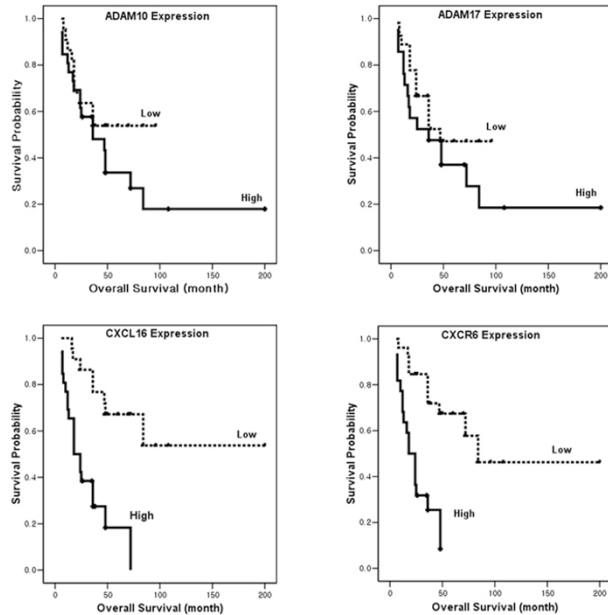 ADAM10 Expression
Survival Probability
1.0
0.8
0.6
0.4
0.2
0.0
Low
High
0 50 100 150 200
Overall Survival (month)
ADAM17 Expression
Survival Probability
1.0
0.8
0.6
0.4
0.2
0.0
Low
High
0 50 100 150 200
Overall Survival (month)
CXCL16 Expression
Survival Probability
1.0
0.8
0.6
0.4
0.2
0.0
Low
High
0 50 100 150 200
Overall Survival (month)
CXCR6 Expression
Survival Probability
1.0
0.8
0.6
0.4
0.2
0.0
Low
High
0 50 100 150 200
Overall Survival (month)